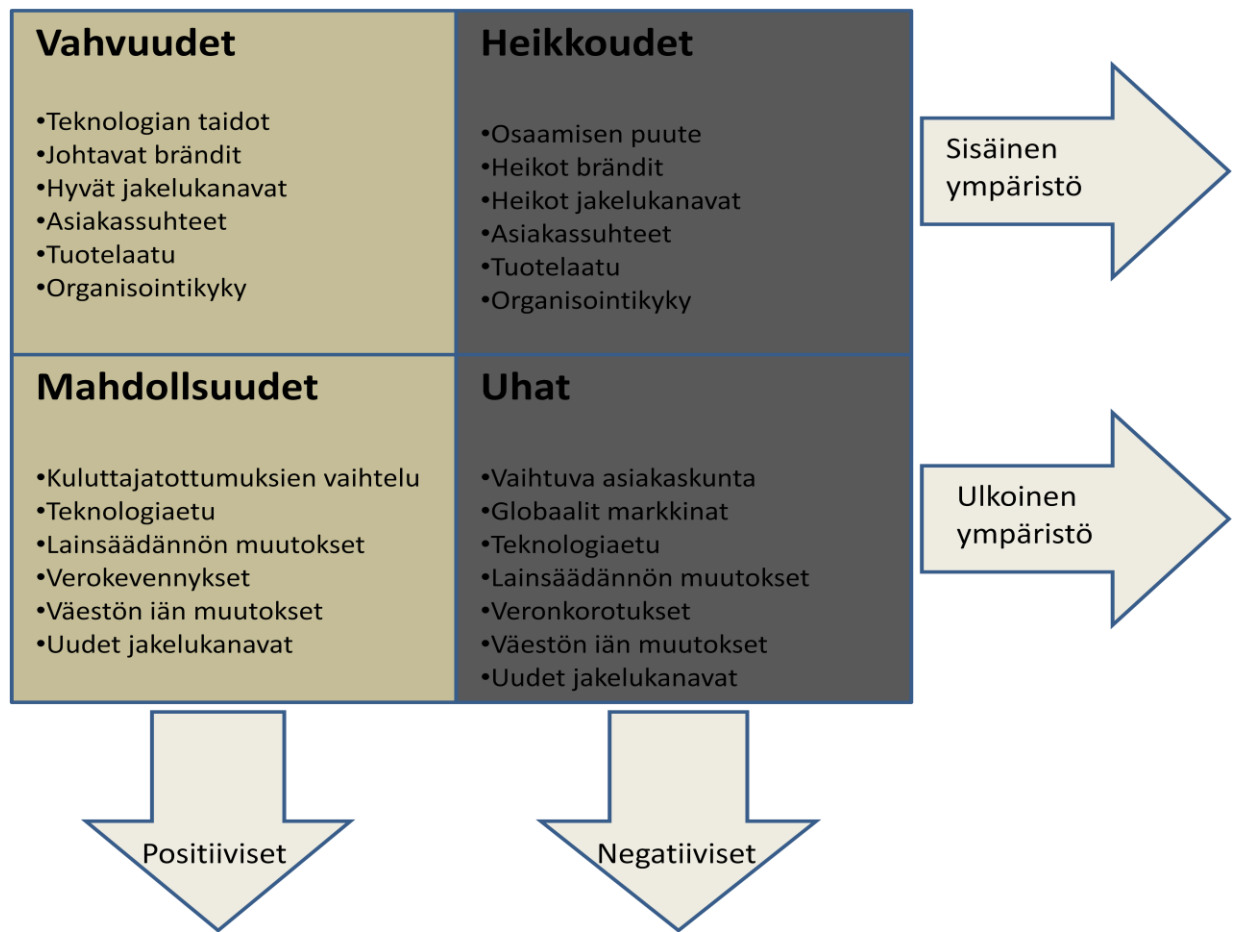 Vahvuudet
•Teknologian taidot
•Johtavat brändit
•Hyvät jakelukanavat
•Asiakassuhteet
•Tuotelaatu
•Organisointikyky
Heikkoudet
•Osaamisen puute
•Heikot brändit
•Heikot jakelukanavat
•Asiakassuhteet
•Tuotelaatu
•Organisointikyky
Sisäinen
ympäristö
Mahdollsuudet
•Kuluttajatottumuksien vaihtelu
•Teknologiaetu
•Lainsäädännön muutokset
•Verokevennykset
•Väestön iän muutokset
•Uudet jakelukanavat
Uhat
•Vaihtuva asiakaskunta
•Globaalit markkinat
•Teknologiaetu
•Lainsäädännön muutokset
•Veronkorotukset
•Väestön iän muutokset
•Uudet jakelukanavat
Ulkoinen
ympäristö
Positiiviset
Negatiiviset